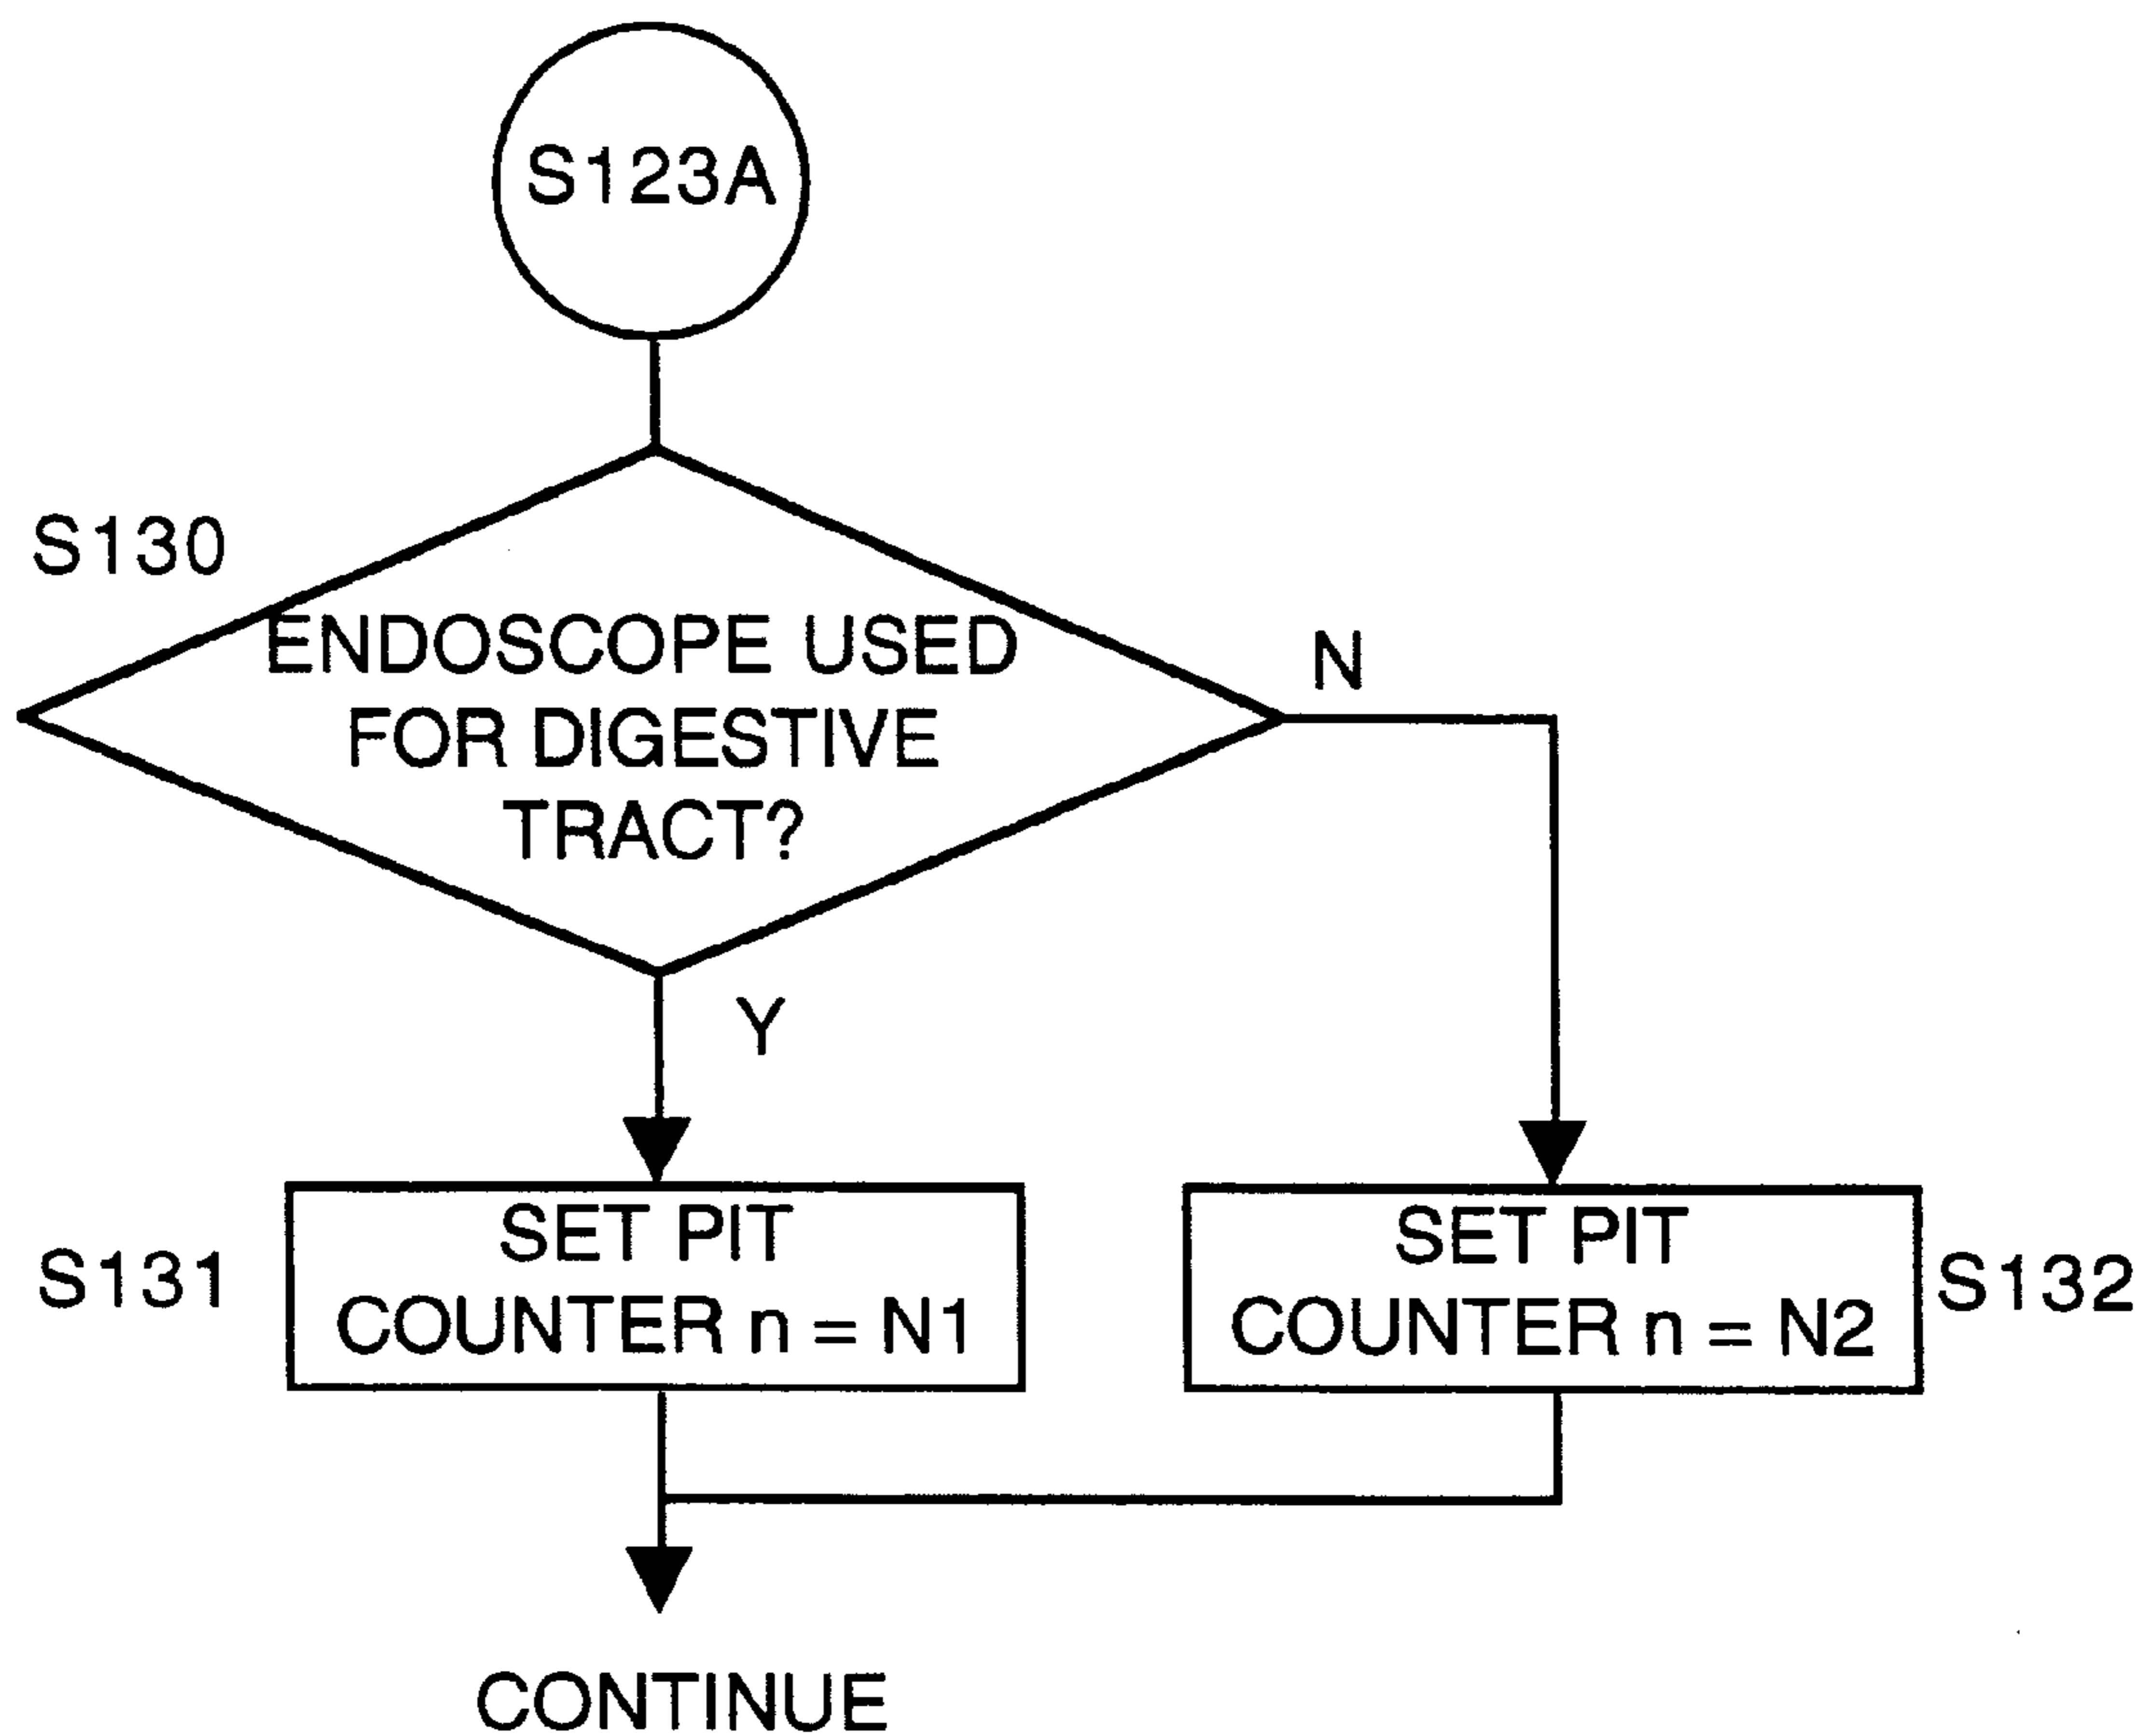 S123A
S130
ENDOSCOPE USED
FOR DIGESTIVE
TRACT?
N
Y
S131
SET PIT
COUNTER n = N1
SET PIT
COUNTER n = N2
S132
CONTINUE